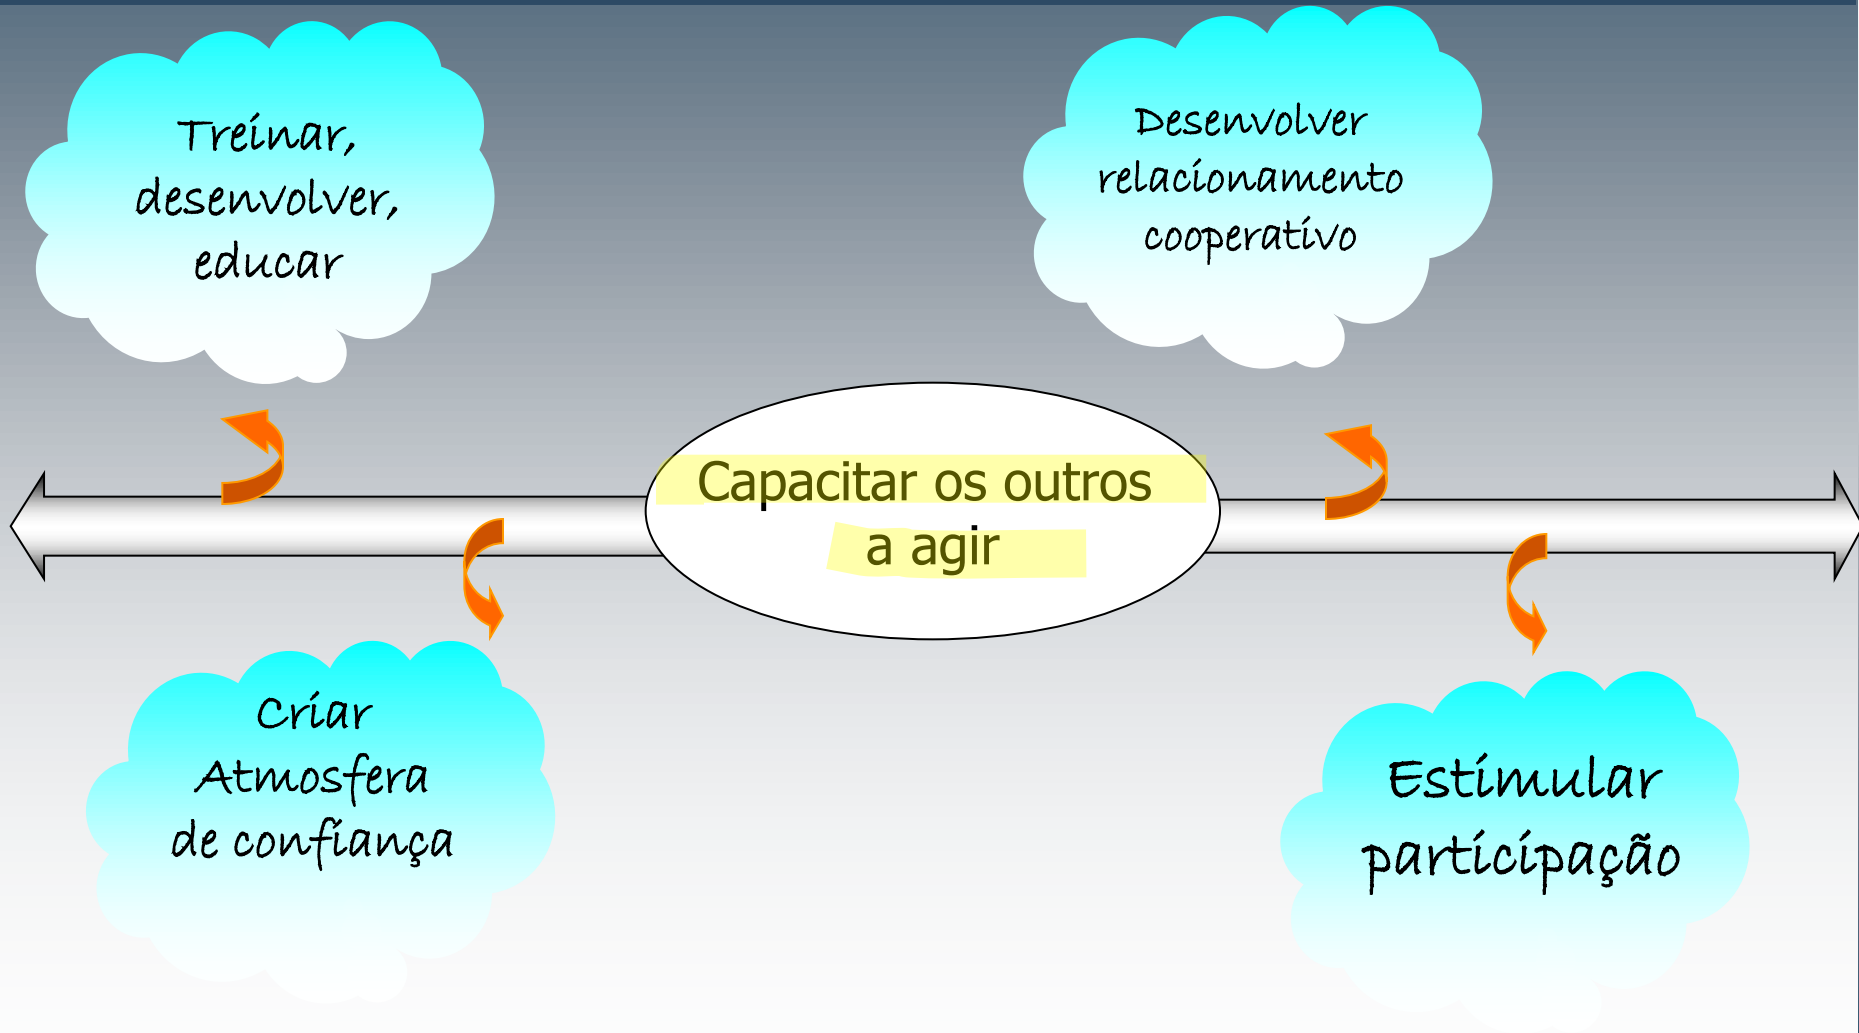 Treinar,
desenvolver,
educar
Desenvolver
relacionamento
cooperativo
Capacitar os outros
a agir
Criar
Atmosfera
de confiança
Estimular
participação